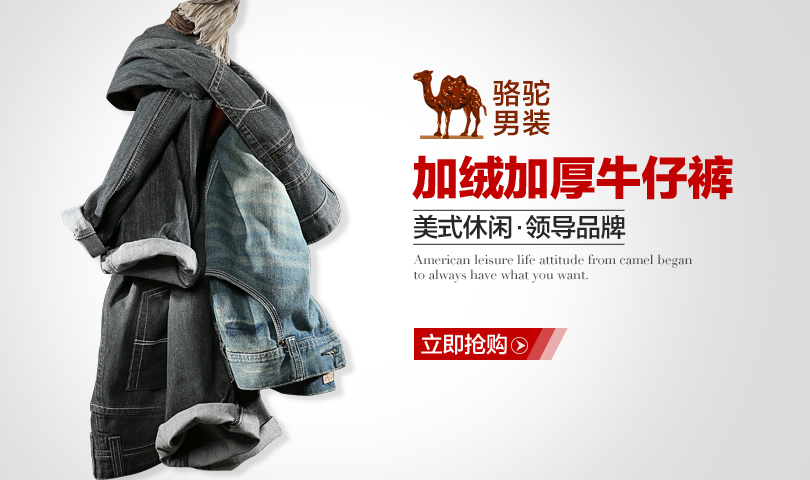 骆驼
男装
加绒加厚牛仔裤
美式休闲·领导品牌
American leisure life attitude from camel began
to always have what you want.
立即抢购